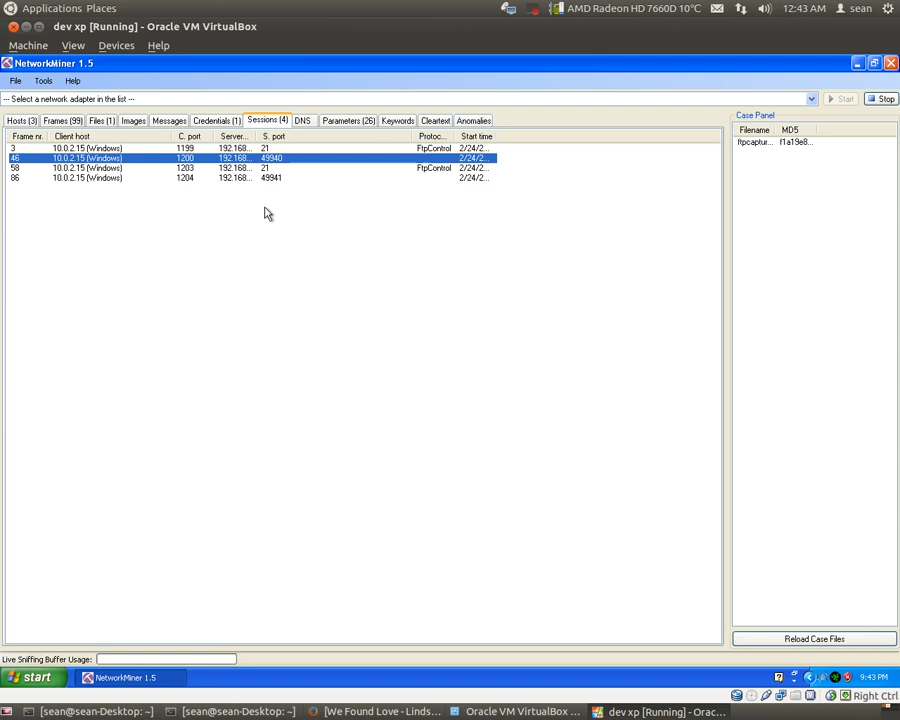 Applications Places
AMD Radeon HD 7660D 10°C
12:43 AM
sean
dev xp [Running] - Oracle VM VirtualBox
Machine View Devices Help
NetworkMiner 1.5
File Tools Help
--- Select a network adapter in the list ---
Start
Stop
Hosts (3) Frames (99) Files (1) Images Messages Credentials (1) Sessions (4) DNS Parameters (26) Keywords Cleartext Anomalies
Case Panel
Frame nr. Client host C. port Server... S. port Protoc... Start time
Filename MD5
3 10.0.2.15 (Windows) 1199 192.168... 21 FtpControl 2/24/2...
ftpcaptur... f1a19e8...
46 10.0.2.15 (Windows) 1200 192.168... 49940 2/24/2...
58 10.0.2.15 (Windows) 1203 192.168... 21 FtpControl 2/24/2...
86 10.0.2.15 (Windows) 1204 192.168... 49941 2/24/2...
Reload Case Files
Live Sniffing Buffer Usage:
start
NetworkMiner 1.5
9:43 PM
Right Ctrl
[sean@sean-Desktop: ~] [sean@sean-Desktop: ~] [We Found Love - Linds... Oracle VM VirtualBox ... dev xp [Running] - Orac...